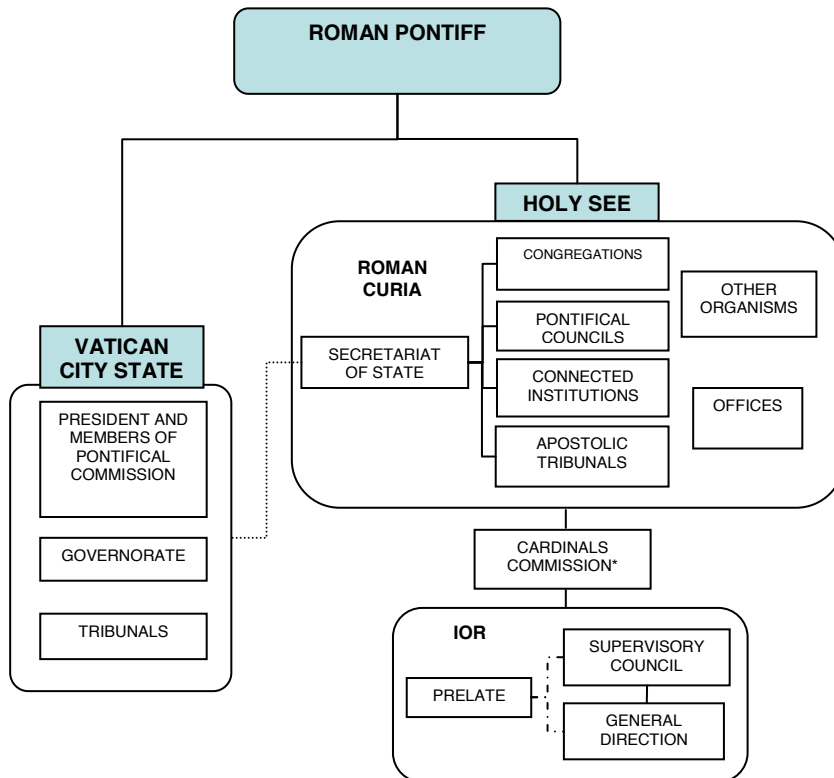 ROMAN PONTIFF
HOLY SEE
ROMAN
CURIA
CONGREGATIONS
OTHER
ORGANISMS
PONTIFICAL
COUNCILS
SECRETARIAT
OF STATE
CONNECTED
INSTITUTIONS
OFFICES
APOSTOLIC
TRIBUNALS
VATICAN
CITY STATE
PRESIDENT AND
MEMBERS OF
PONTIFICAL
COMMISSION
GOVERNORATE
TRIBUNALS
CARDINALS
COMMISSION*
IOR
SUPERVISORY
COUNCIL
PRELATE
GENERAL
DIRECTION